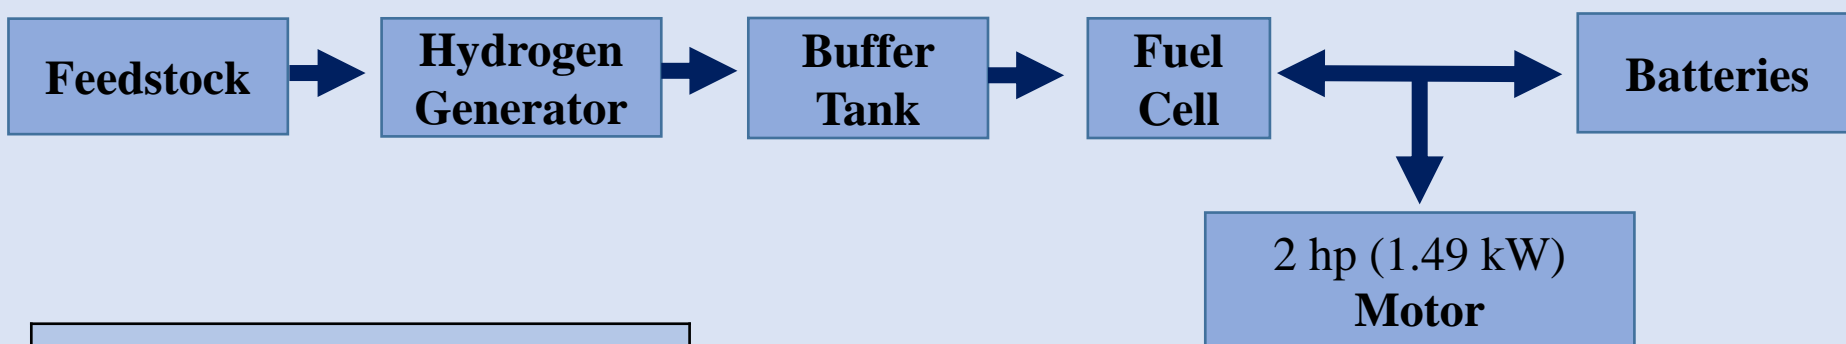 Feedstock
Hydrogen
Generator
Buffer
Tank
Fuel
Cell
Batteries
2 hp (1.49 kW)
Motor